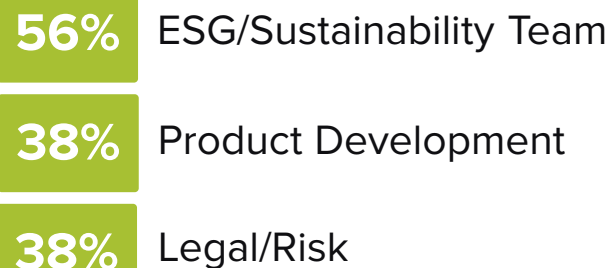 56% ESG/Sustainability Team
38% Product Development
38% Legal/Risk